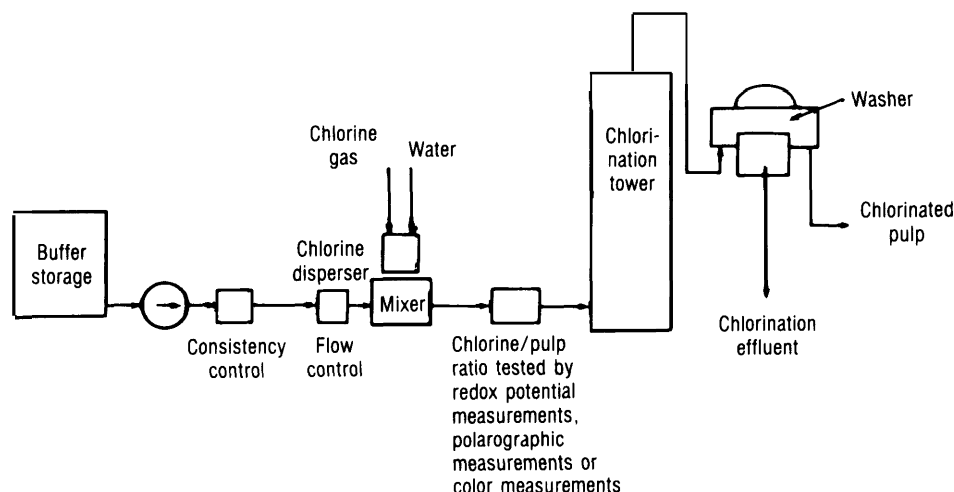 Buffer
storage
Consistency
control
Flow
control
Chlorine
disperser
Chlorine
gas
Water
Mixer
Chlorine/pulp
ratio tested by
redox potential
measurements,
polarographic
measurements or
color measurements
Chlori-
nation
tower
Washer
Chlorinated
pulp
Chlorination
effluent